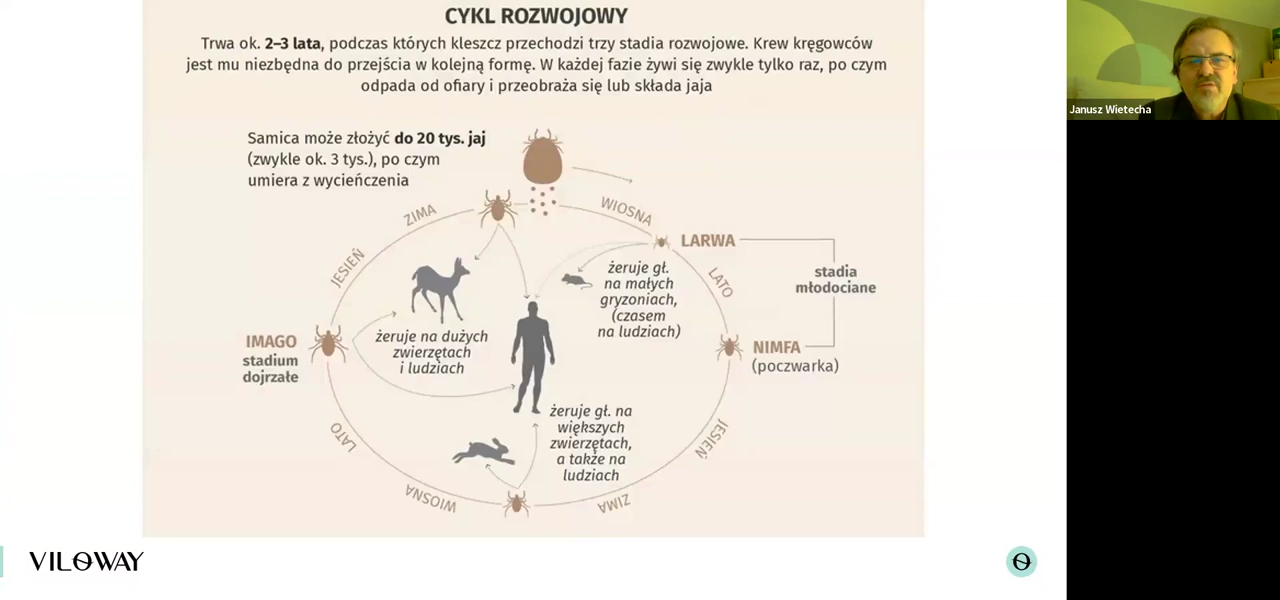 CYKL ROZWOJOWY
Trwa ok. 2–3 lata, podczas których kleszcz przechodzi trzy stadia rozwojowe. Krew kręgowców
jest mu niezbędna do przejścia w kolejną formę. W każdej fazie żywi się zwykle tylko raz, po czym
odpada od ofiary i przeobraża się lub składa jaja
Samica może złożyć do 20 tys. jaj
(zwykle ok. 3 tys.), po czym
umiera z wycieńczenia
ZIMA
WIOSNA
JESIEŃ
LARWA
LATO
stadia
młodociane
żeruje gł.
na małych
gryzoniach,
(czasem
na ludziach)
IMAGO
stadium
dojrzałe
żeruje na dużych
zwierzętach
i ludziach
NIMFA
(poczwarka)
żeruje gł. na
większych
zwierzętach,
a także na
ludziach
LATO
JESIEŃ
WIOSNA
ZIMA
VILOWAY
Janusz Wietecha